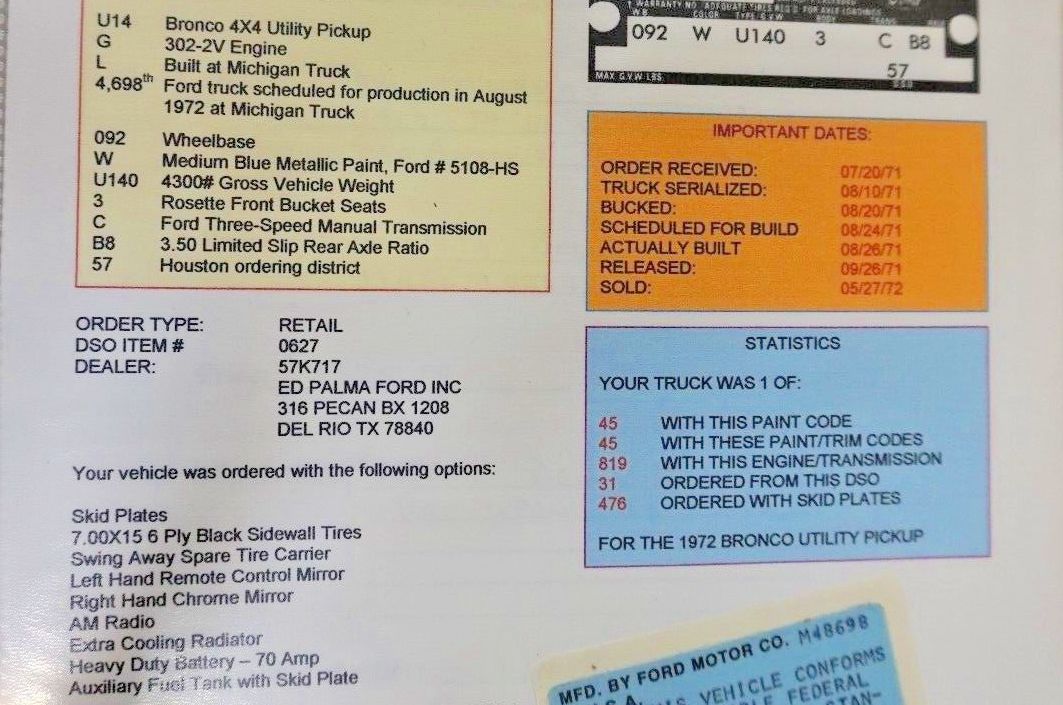 U14 Bronco 4X4 Utility Pickup
G 302-2V Engine
L Built at Michigan Truck
4,698th Ford truck scheduled for production in August
1972 at Michigan Truck
092 Wheelbase
W Medium Blue Metallic Paint, Ford # 5108-HS
U140 4300# Gross Vehicle Weight
3 Rosette Front Bucket Seats
C Ford Three-Speed Manual Transmission
B8 3.50 Limited Slip Rear Axle Ratio
57 Houston ordering district
ORDER TYPE: RETAIL
DSO ITEM # 0627
DEALER: 57K717
ED PALMA FORD INC
316 PECAN BX 1208
DEL RIO TX 78840
Your vehicle was ordered with the following options:
Skid Plates
7.00X15 6 Ply Black Sidewall Tires
Swing Away Spare Tire Carrier
Left Hand Remote Control Mirror
Right Hand Chrome Mirror
AM Radio
Extra Cooling Radiator
Heavy Duty Battery – 70 Amp
Auxiliary Fuel Tank with Skid Plate
WARRANTY NO.
W.B. COLOR TYPE G.V.W. BODY TRANS.
092 W U140 3 C B8
57
MAX. G.V.W. LBS.
IMPORTANT DATES:
ORDER RECEIVED: 07/20/71
TRUCK SERIALIZED: 08/10/71
BUCKED: 08/20/71
SCHEDULED FOR BUILD 08/24/71
ACTUALLY BUILT 08/26/71
RELEASED: 09/26/71
SOLD: 05/27/72
STATISTICS
YOUR TRUCK WAS 1 OF:
45 WITH THIS PAINT CODE
45 WITH THESE PAINT/TRIM CODES
819 WITH THIS ENGINE/TRANSMISSION
31 ORDERED FROM THIS DSO
476 ORDERED WITH SKID PLATES
FOR THE 1972 BRONCO UTILITY PICKUP
MFD. BY FORD MOTOR CO. M48698
VEHICLE CONFORMS
FEDERAL